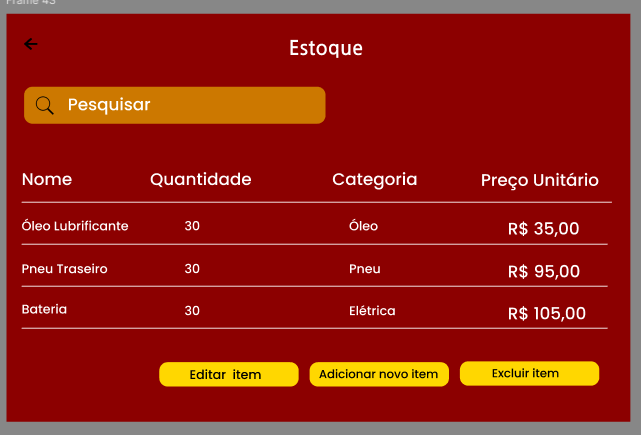 Frame 43
Estoque
Pesquisar
Nome Quantidade Categoria Preço Unitário
Óleo Lubrificante 30 Óleo R$ 35,00
Pneu Traseiro 30 Pneu R$ 95,00
Bateria 30 Elétrica R$ 105,00
Editar item Adicionar novo item Excluir item